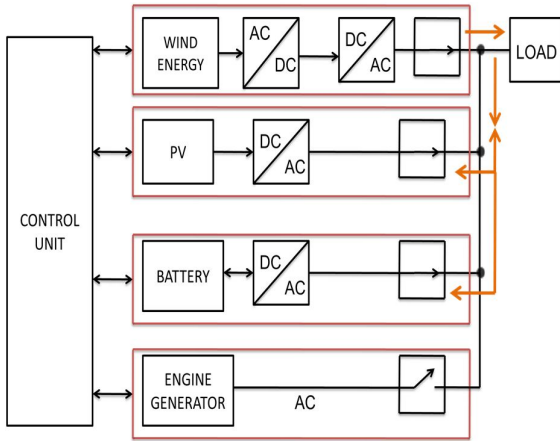 CONTROL
UNIT
WIND
ENERGY
AC
DC
DC
AC
LOAD
PV
DC
AC
BATTERY
DC
AC
ENGINE
GENERATOR
AC